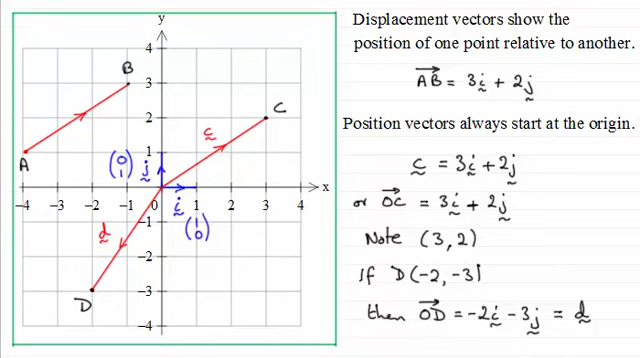 y
4
3
2
1
−1
−2
−3
−4
−4 −3 −2 −1 0 1 2 3 4 x
A
B
C
D
c
d
(0 1) j
i
(1 0)
Displacement vectors show the
position of one point relative to another.
AB = 3i + 2j
Position vectors always start at the origin.
c = 3i + 2j
or OC = 3i + 2j
Note (3, 2)
If D(-2, -3)
then OD = -2i - 3j = d